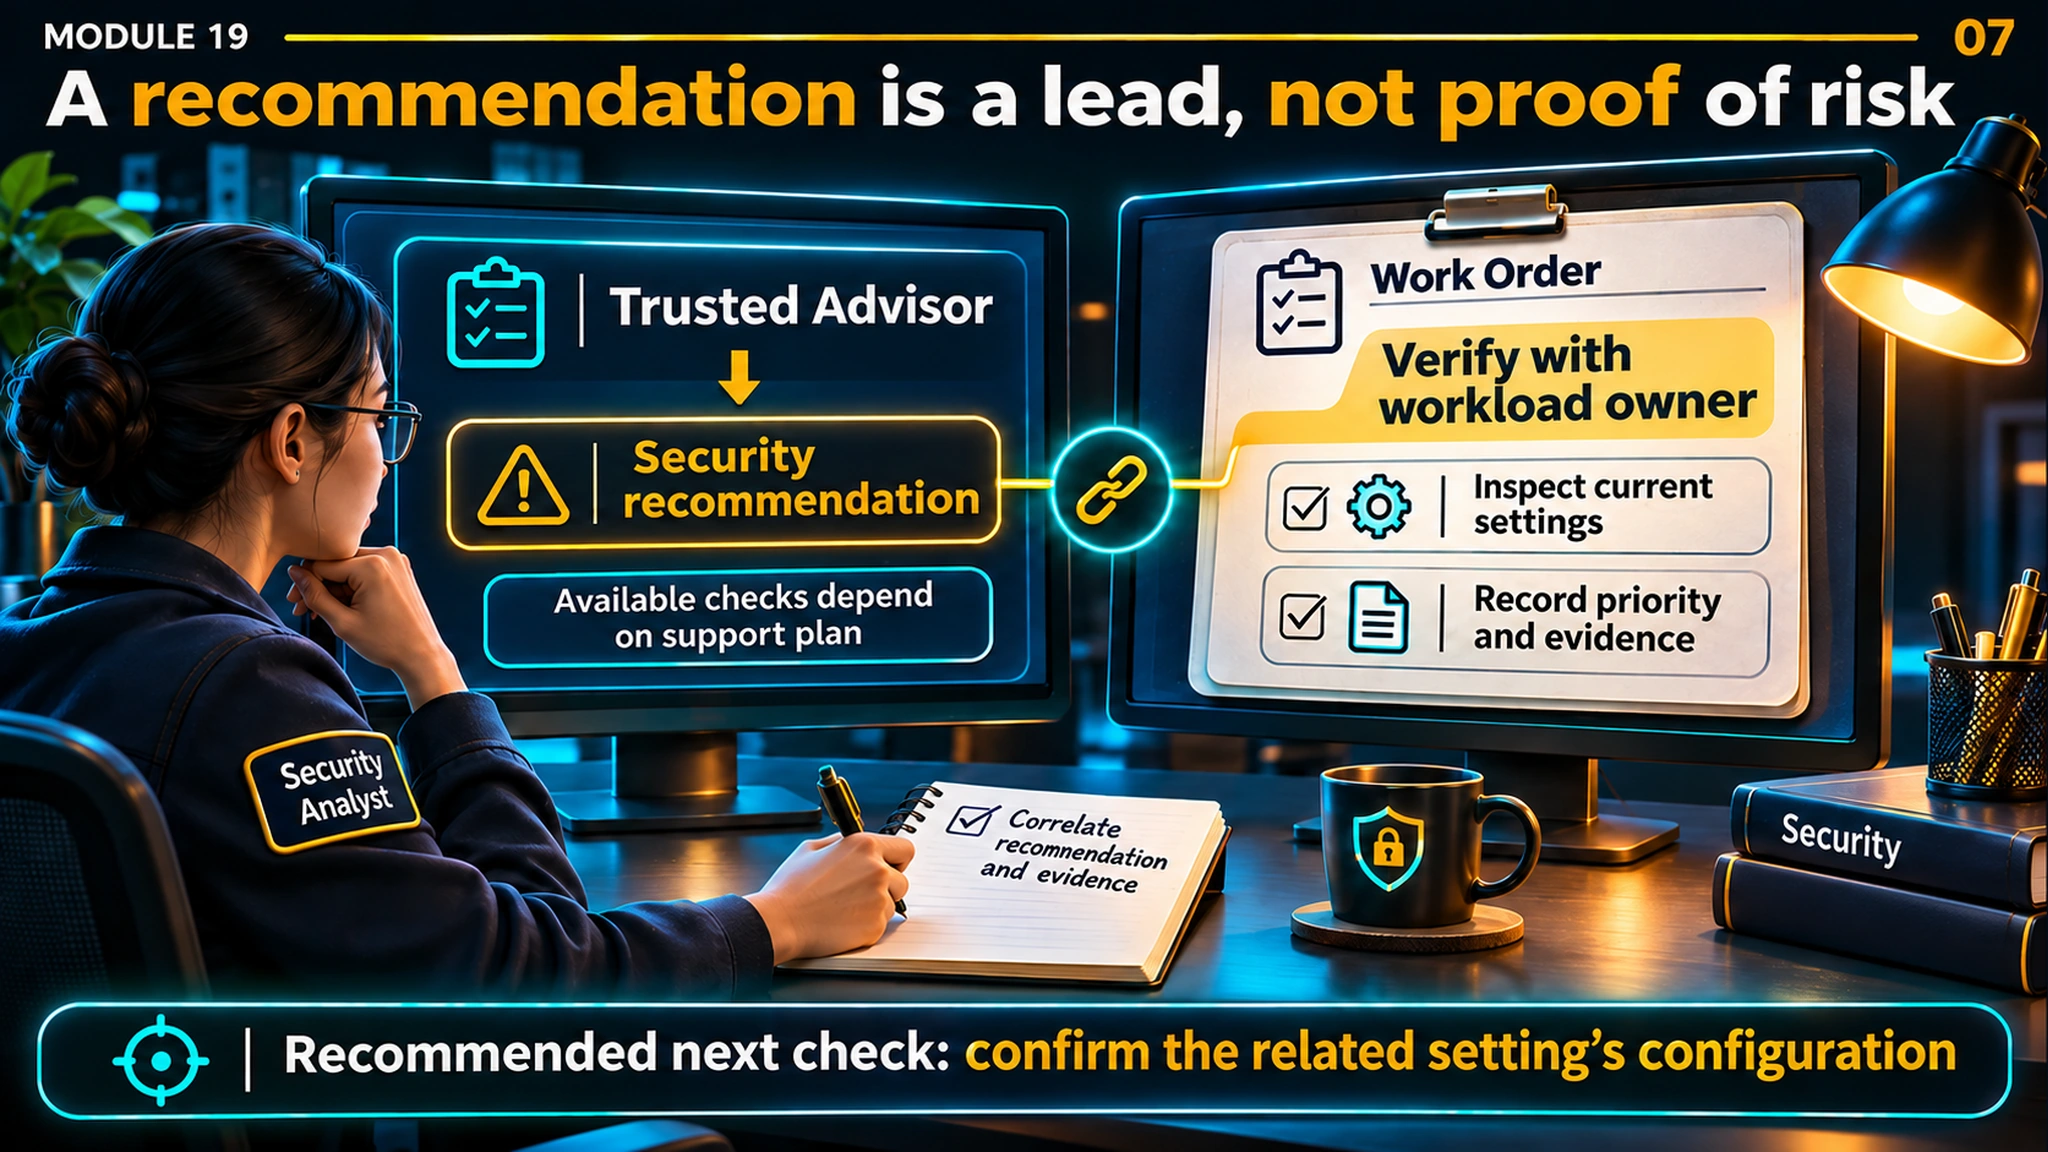 MODULE 19
07
A recommendation is a lead, not proof of risk
Trusted Advisor
Security
recommendation
Available checks depend
on support plan
Work Order
Verify with
workload owner
Inspect current
settings
Record priority
and evidence
Security
Analyst
Correlate
recomnendation
and evidence
Security
Recommended next check: confirm the related setting's configuration